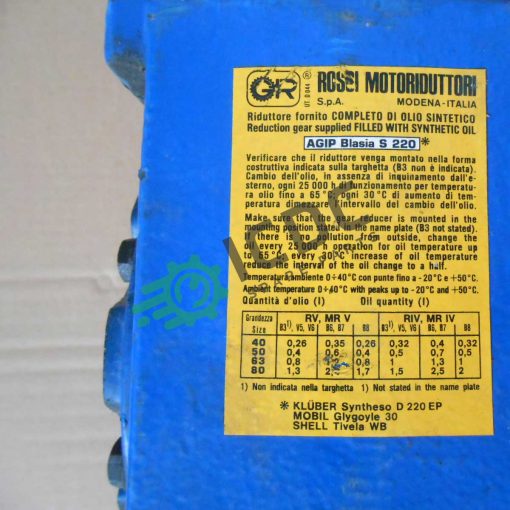 GR
®
UT. D 044
ROSSI MOTORIDUTTORI
S.p.A. MODENA-ITALIA
Riduttore fornito COMPLETO DI OLIO SINTETICO
Reduction gear supplied FILLED WITH SYNTHETIC OIL
AGIP Blasia S 220 *
Verificare che il riduttore venga montato nella forma
costruttiva indicata sulla targhetta (B3 non è indicata).
Cambio dell'olio, in assenza di inquinamento dall'e-
sterno, ogni 25 000 h di funzionamento per temperatu-
ra olio fino a 65 °C; ogni 30 °C di aumento di
temperatura dimezzare l'intervallo del cambio dell'olio.
Make sure that the gear reducer is mounted in the
mounting position stated on the name plate (B3 not stated).
If there is no pollution from outside, change the
oil every 25 000 h operation for oil temperature up
to 65 °C; every 30 °C increase of oil temperature
reduce the interval of the oil change to a half.
Temperatura ambiente 0÷40°C con punte fino a -20°C e +50°C.
Ambient temperature 0÷40°C with peaks up to -20°C and +50°C.
Quantità d'olio (l) Oil quantity (l)
Grandezza Size RV, MR V RIV, MR IV
B3¹⁾, V5, V6 B6, B7 B8 B3¹⁾, V5, V6 B6, B7 B8
40 0,26 0,35 0,26 0,32 0,4 0,32
50 0,4 0,6 0,4 0,5 0,7 0,5
63 0,8 0,8 1 1
80 1,3 1,7 1,5 2,5 2
1) Non indicata nella targhetta 1) Not stated in the name plate
* KLÜBER Syntheso D 220 EP
MOBIL Glygoyle 30
SHELL Tivela WB
ICDC